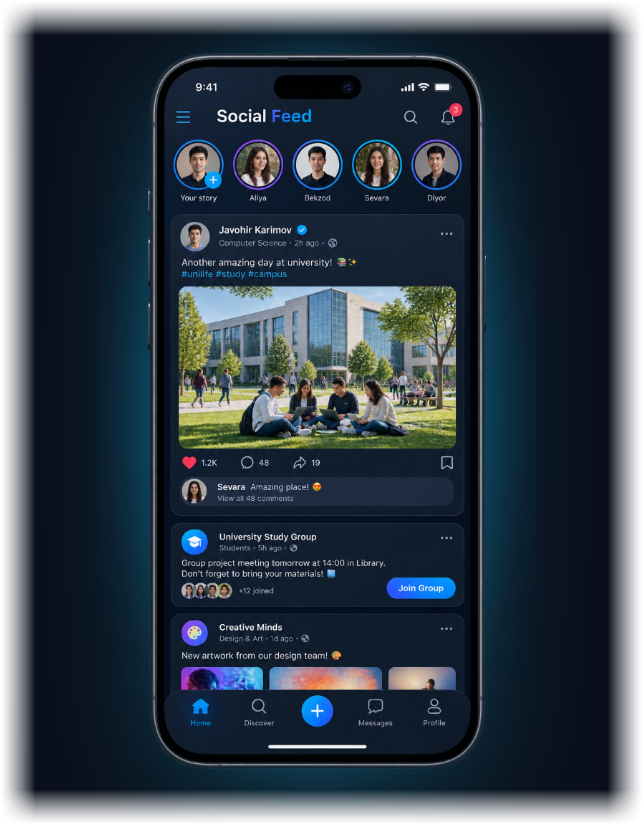 9:41
Social Feed
3
Your story
Aliya
Bekzod
Sevara
Diyor
Javohir Karimov
Computer Science · 2h ago ·
Another amazing day at university! 📚✨
#unilife #study #campus
1.2K
48
19
Sevara Amazing place! 😍
View all 48 comments
University Study Group
Students · 5h ago ·
Group project meeting tomorrow at 14:00 in Library.
Don't forget to bring your materials! 📘
+12 joined
Join Group
Creative Minds
Design & Art · 1d ago ·
New artwork from our design team! 🎨
Home
Discover
Messages
Profile